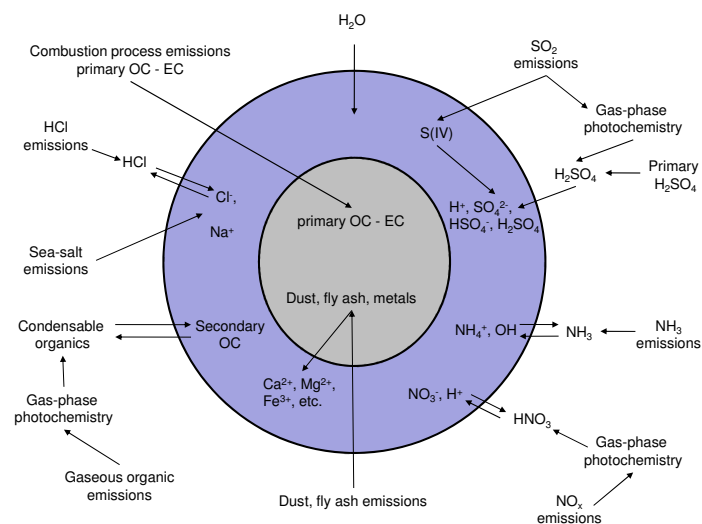 H₂O
Combustion process emissions
primary OC - EC
SO₂
emissions
S(IV)
Gas-phase
photochemistry
HCl
emissions
HCl
H₂SO₄
Primary
H₂SO₄
Cl⁻,
Na⁺
primary OC - EC
H⁺, SO₄²⁻,
HSO₄⁻, H₂SO₄
Sea-salt
emissions
Dust, fly ash, metals
Condensable
organics
Secondary
OC
NH₄⁺, OH
NH₃
NH₃
emissions
Ca²⁺, Mg²⁺,
Fe³⁺, etc.
NO₃⁻, H⁺
HNO₃
Gas-phase
photochemistry
Gas-phase
photochemistry
Gaseous organic
emissions
Dust, fly ash emissions
NOₓ
emissions